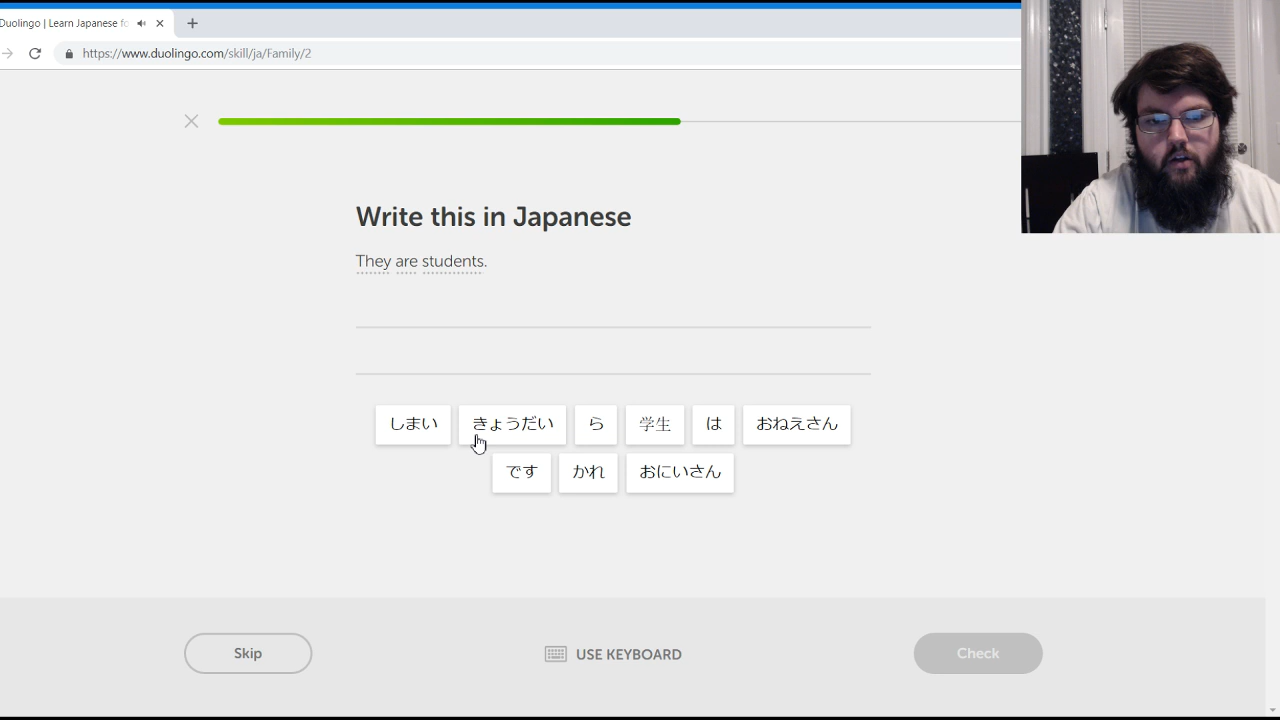 Duolingo | Learn Japanese fo
https://www.duolingo.com/skill/ja/Family/2
Write this in Japanese
They are students.
しまい きょうだい ら 学生 は おねえさん
です かれ おにいさん
Skip USE KEYBOARD Check